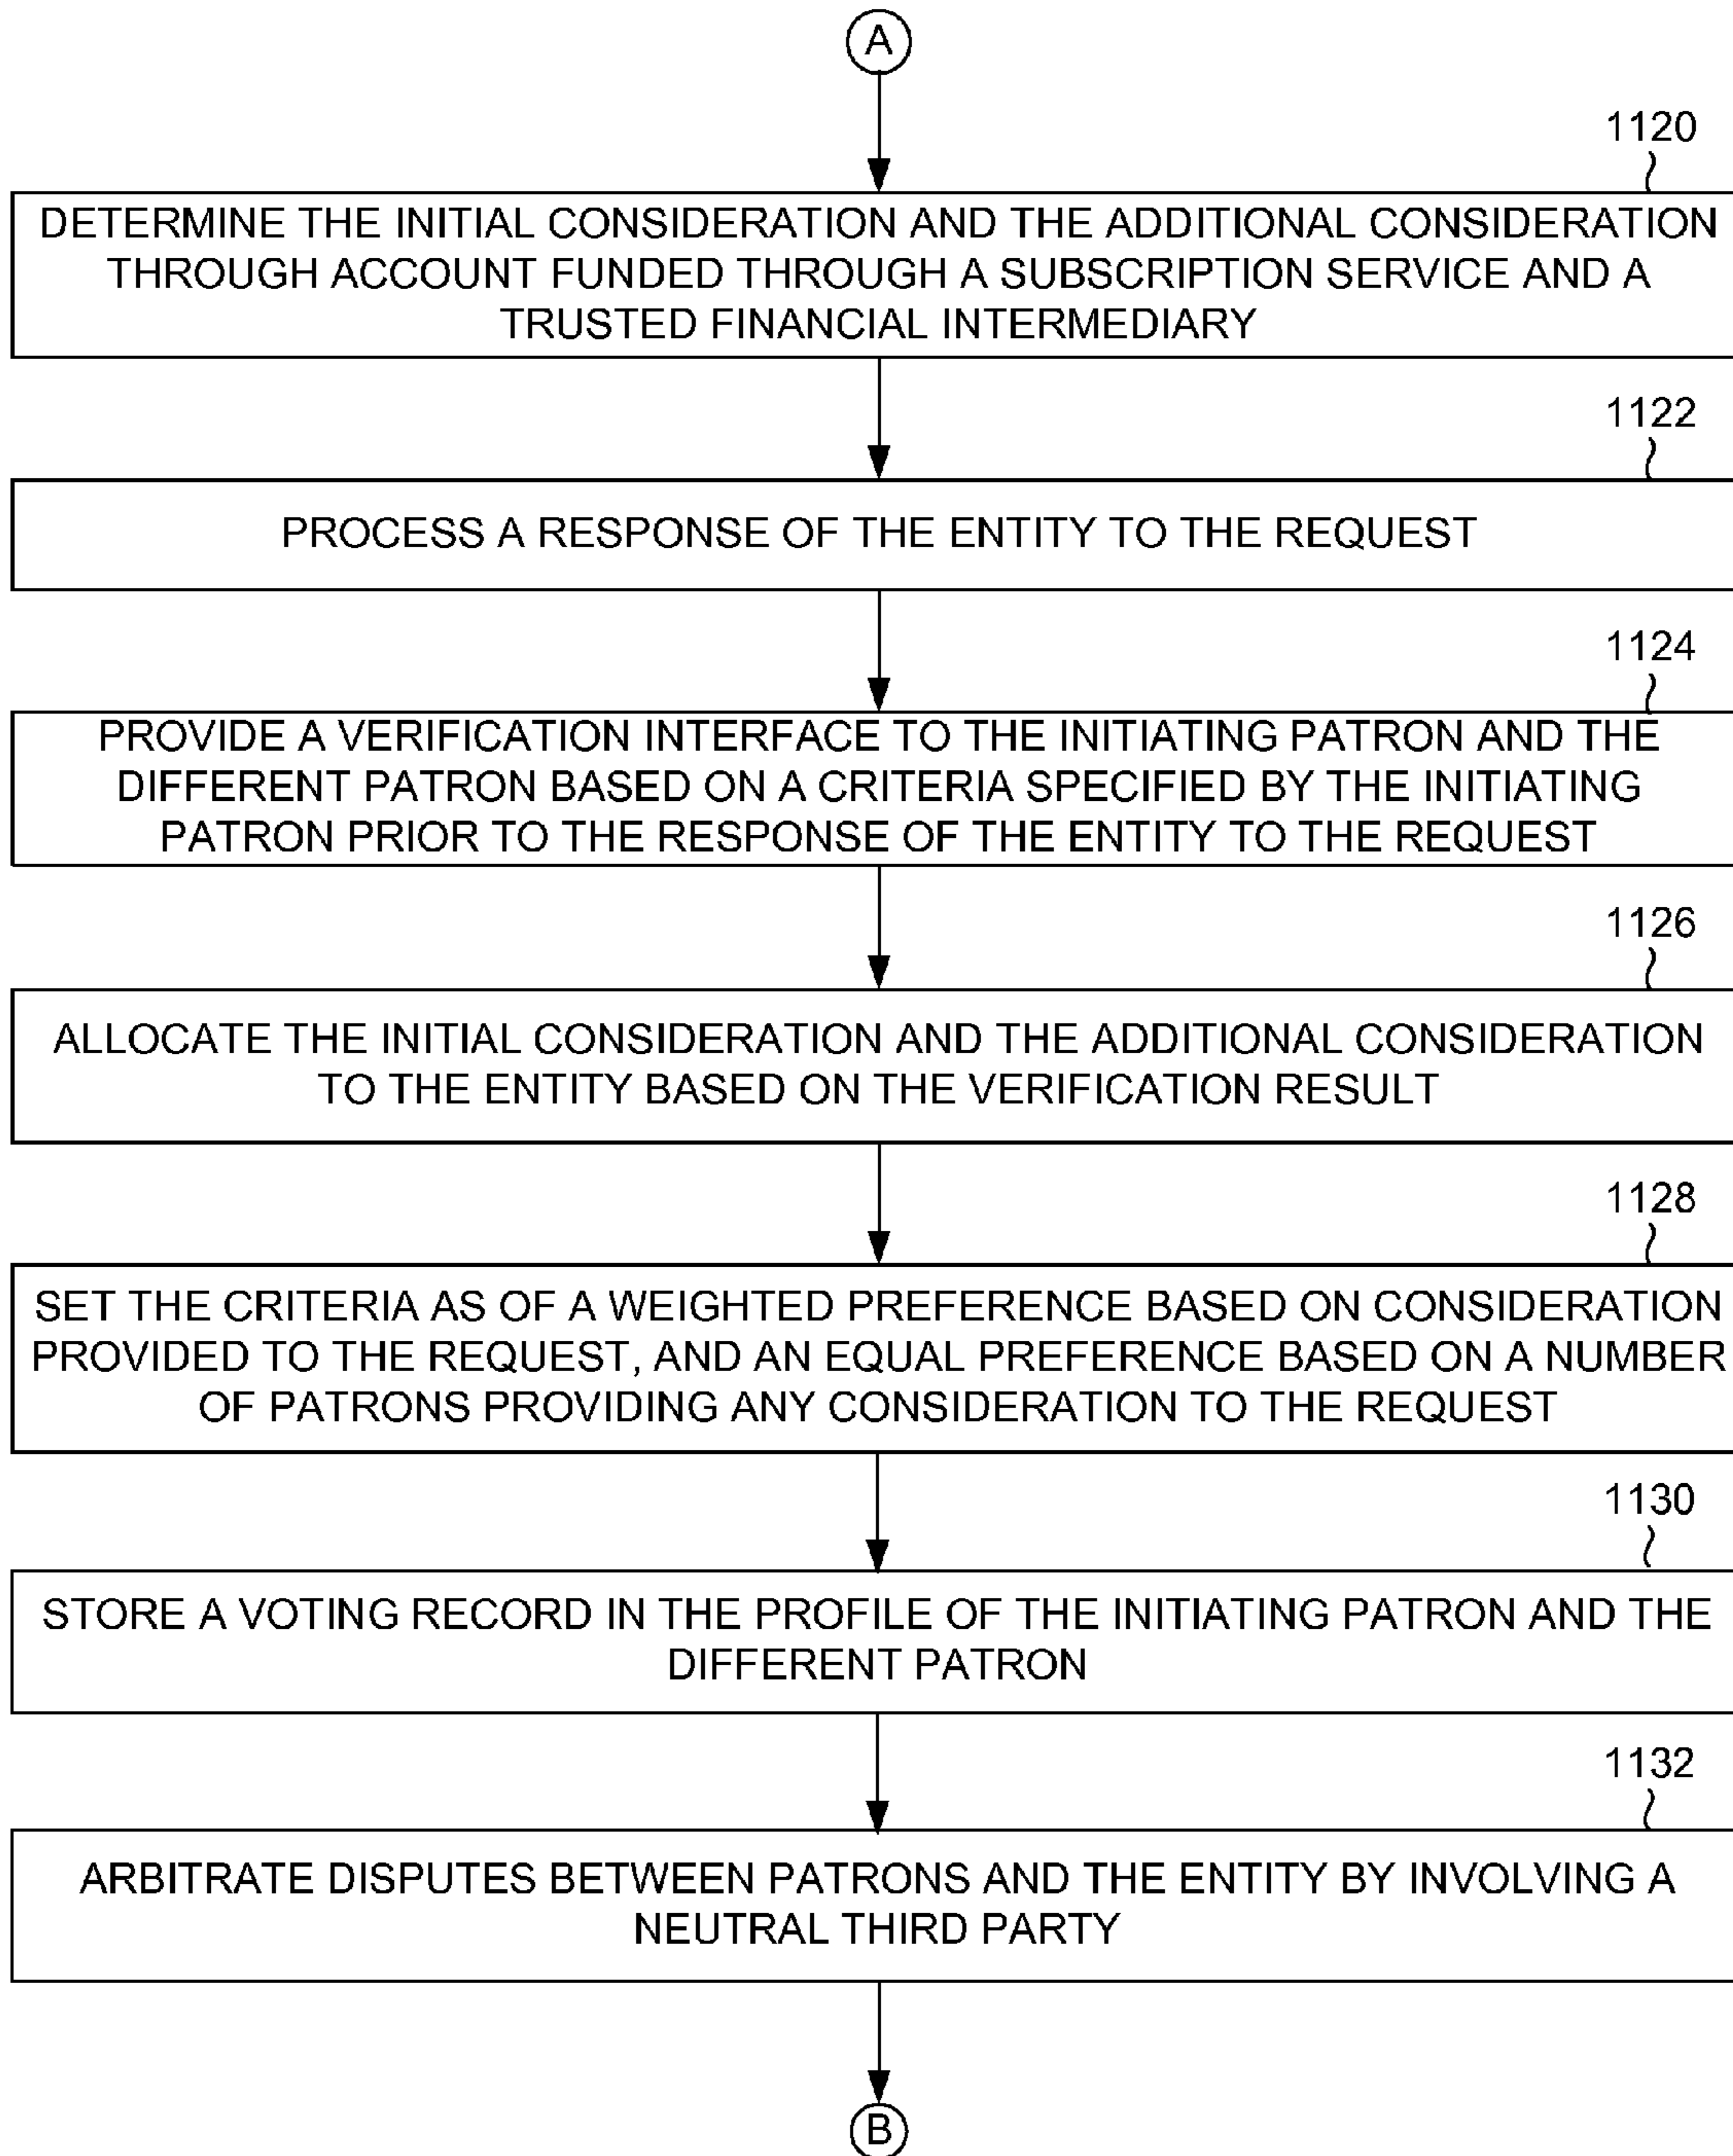 A
1120
DETERMINE THE INITIAL CONSIDERATION AND THE ADDITIONAL CONSIDERATION
THROUGH ACCOUNT FUNDED THROUGH A SUBSCRIPTION SERVICE AND A
TRUSTED FINANCIAL INTERMEDIARY
1122
PROCESS A RESPONSE OF THE ENTITY TO THE REQUEST
1124
PROVIDE A VERIFICATION INTERFACE TO THE INITIATING PATRON AND THE
DIFFERENT PATRON BASED ON A CRITERIA SPECIFIED BY THE INITIATING
PATRON PRIOR TO THE RESPONSE OF THE ENTITY TO THE REQUEST
1126
ALLOCATE THE INITIAL CONSIDERATION AND THE ADDITIONAL CONSIDERATION
TO THE ENTITY BASED ON THE VERIFICATION RESULT
1128
SET THE CRITERIA AS OF A WEIGHTED PREFERENCE BASED ON CONSIDERATION
PROVIDED TO THE REQUEST, AND AN EQUAL PREFERENCE BASED ON A NUMBER
OF PATRONS PROVIDING ANY CONSIDERATION TO THE REQUEST
1130
STORE A VOTING RECORD IN THE PROFILE OF THE INITIATING PATRON AND THE
DIFFERENT PATRON
1132
ARBITRATE DISPUTES BETWEEN PATRONS AND THE ENTITY BY INVOLVING A
NEUTRAL THIRD PARTY
B